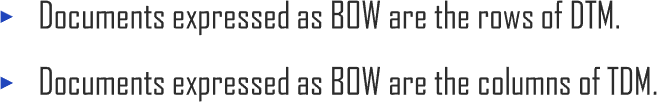 ▶ Documents expressed as BOW are the rows of DTM.
▶ Documents expressed as BOW are the columns of TDM.